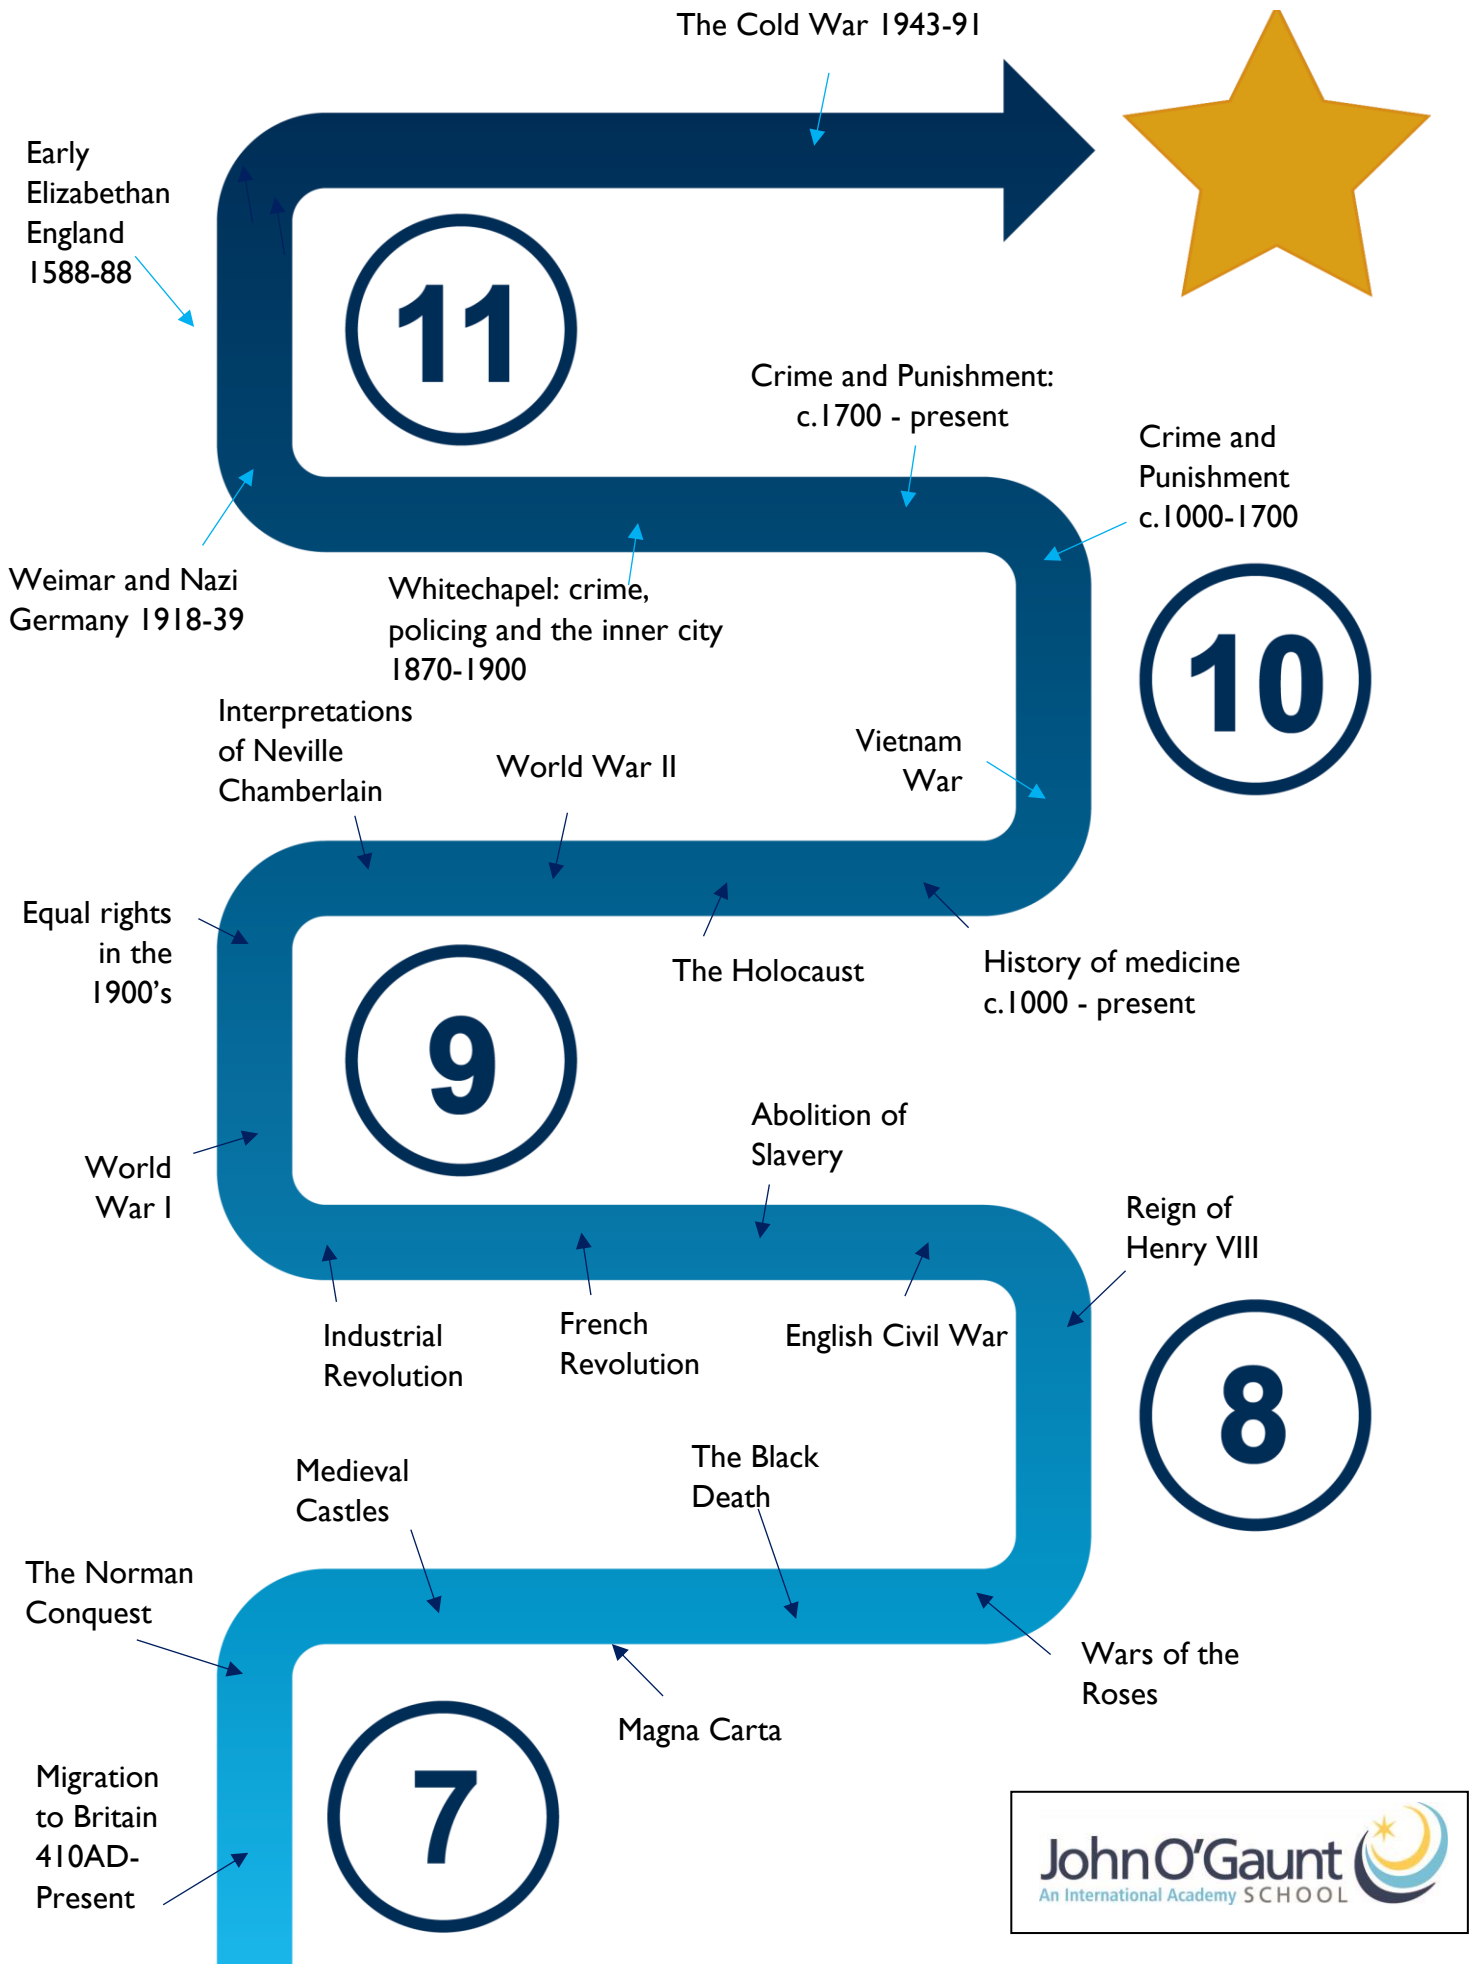 The Cold War 1943-91
Early
Elizabethan
England
1588-88
11
Crime and Punishment:
c.1700 - present
Crime and
Punishment
c.1000-1700
Weimar and Nazi
Germany 1918-39
Whitechapel: crime,
policing and the inner city
1870-1900
10
Interpretations
of Neville
Chamberlain
World War II
Vietnam
War
Equal rights
in the
1900's
The Holocaust
History of medicine
c.1000 - present
9
Abolition of
Slavery
World
War I
Reign of
Henry VIII
Industrial
Revolution
French
Revolution
English Civil War
8
Medieval
Castles
The Black
Death
The Norman
Conquest
Wars of the
Roses
Magna Carta
7
Migration
to Britain
410AD-
Present
John O'Gaunt
An International Academy SCHOOL